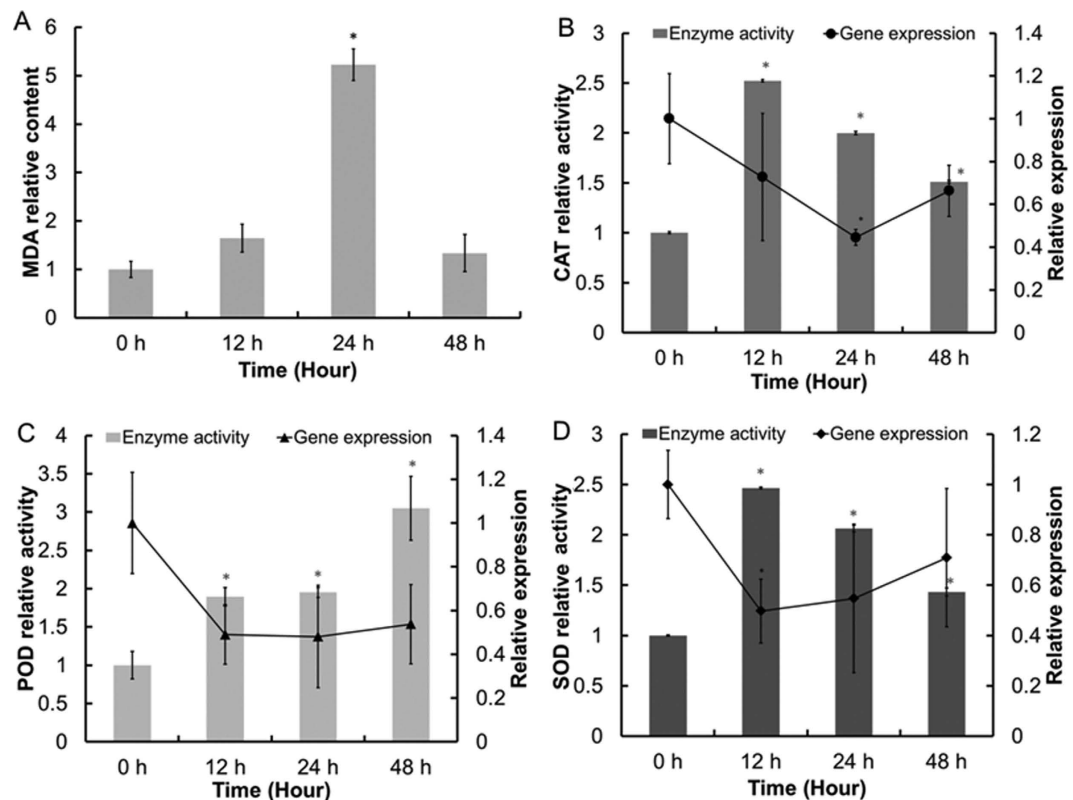 A
MDA relative content
6
5
4
3
2
1
0
*
0 h 12 h 24 h 48 h
Time (Hour)
B
Enzyme activity Gene expression
CAT relative activity
3
2.5
2
1.5
1
0.5
0
* * * *
1.4
1.2
1
0.8
0.6
0.4
0.2
0
Relative expression
0 h 12 h 24 h 48 h
Time (Hour)
C
Enzyme activity Gene expression
POD relative activity
4
3.5
3
2.5
2
1.5
1
0.5
0
* * *
1.4
1.2
1
0.8
0.6
0.4
0.2
0
Relative expression
0 h 12 h 24 h 48 h
Time (Hour)
D
Enzyme activity Gene expression
SOD relative activity
3
2.5
2
1.5
1
0.5
0
* * * *
1.2
1
0.8
0.6
0.4
0.2
0
Relative expression
0 h 12 h 24 h 48 h
Time (Hour)